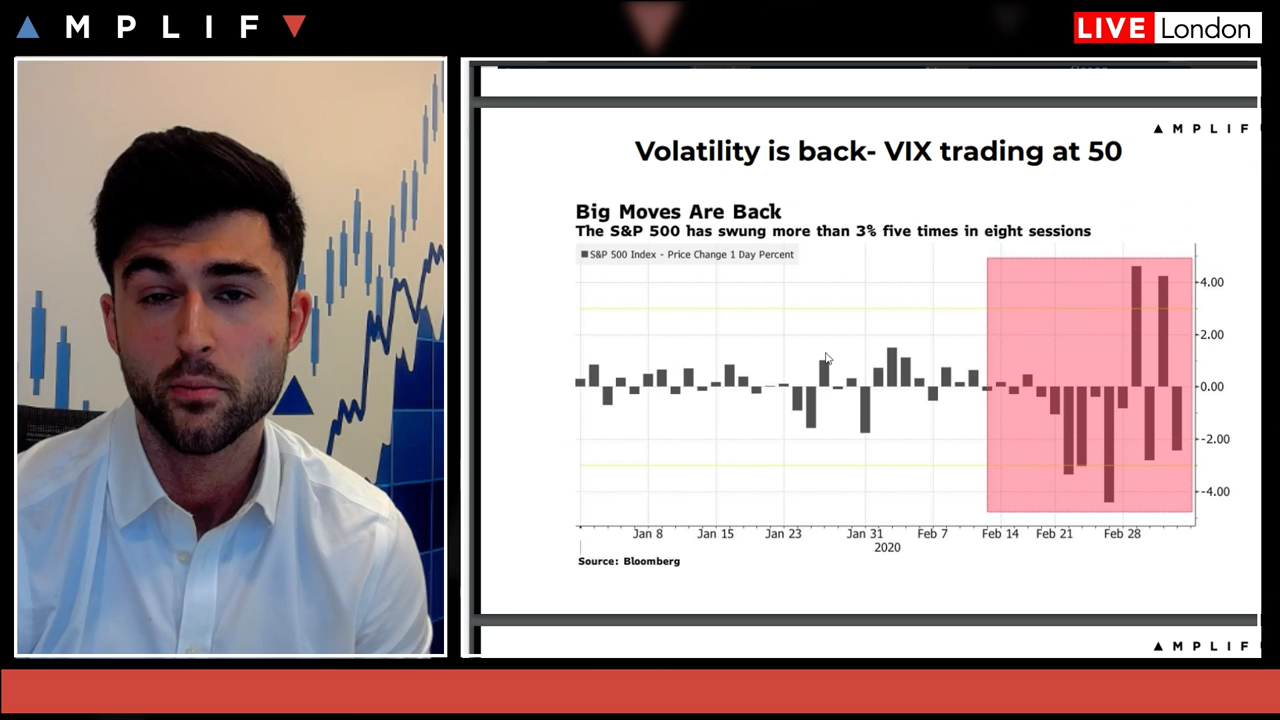 ▲ M P L I F ▼
LIVE London
▲ M P L I F
Volatility is back- VIX trading at 50
Big Moves Are Back
The S&P 500 has swung more than 3% five times in eight sessions
S&P 500 Index - Price Change 1 Day Percent
4.00
2.00
0.00
-2.00
-4.00
Jan 8 Jan 15 Jan 23 Jan 31 Feb 7 Feb 14 Feb 21 Feb 28
2020
Source: Bloomberg
▲ M P L I F